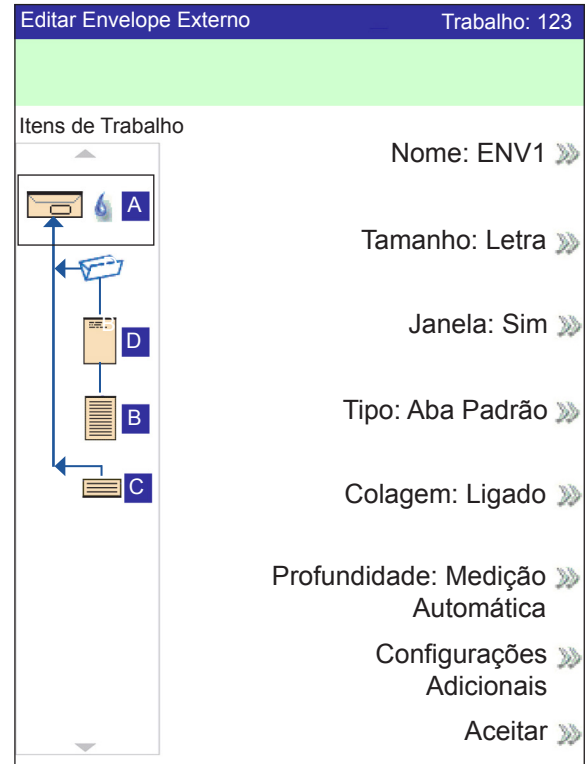 Editar Envelope Externo
Trabalho: 123
Itens de Trabalho
Nome: ENV1
A
Tamanho: Letra
Janela: Sim
D
Tipo: Aba Padrão
B
Colagem: Ligado
C
Profundidade: Medição
Automática
Configurações
Adicionais
Aceitar